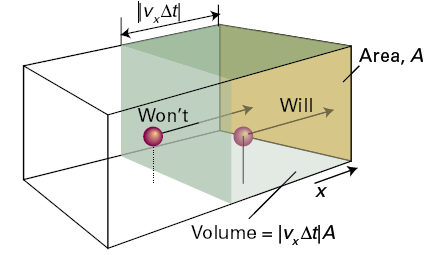 |vₓΔt|
Area, A
Won't
Will
x
Volume = |vₓΔt|A